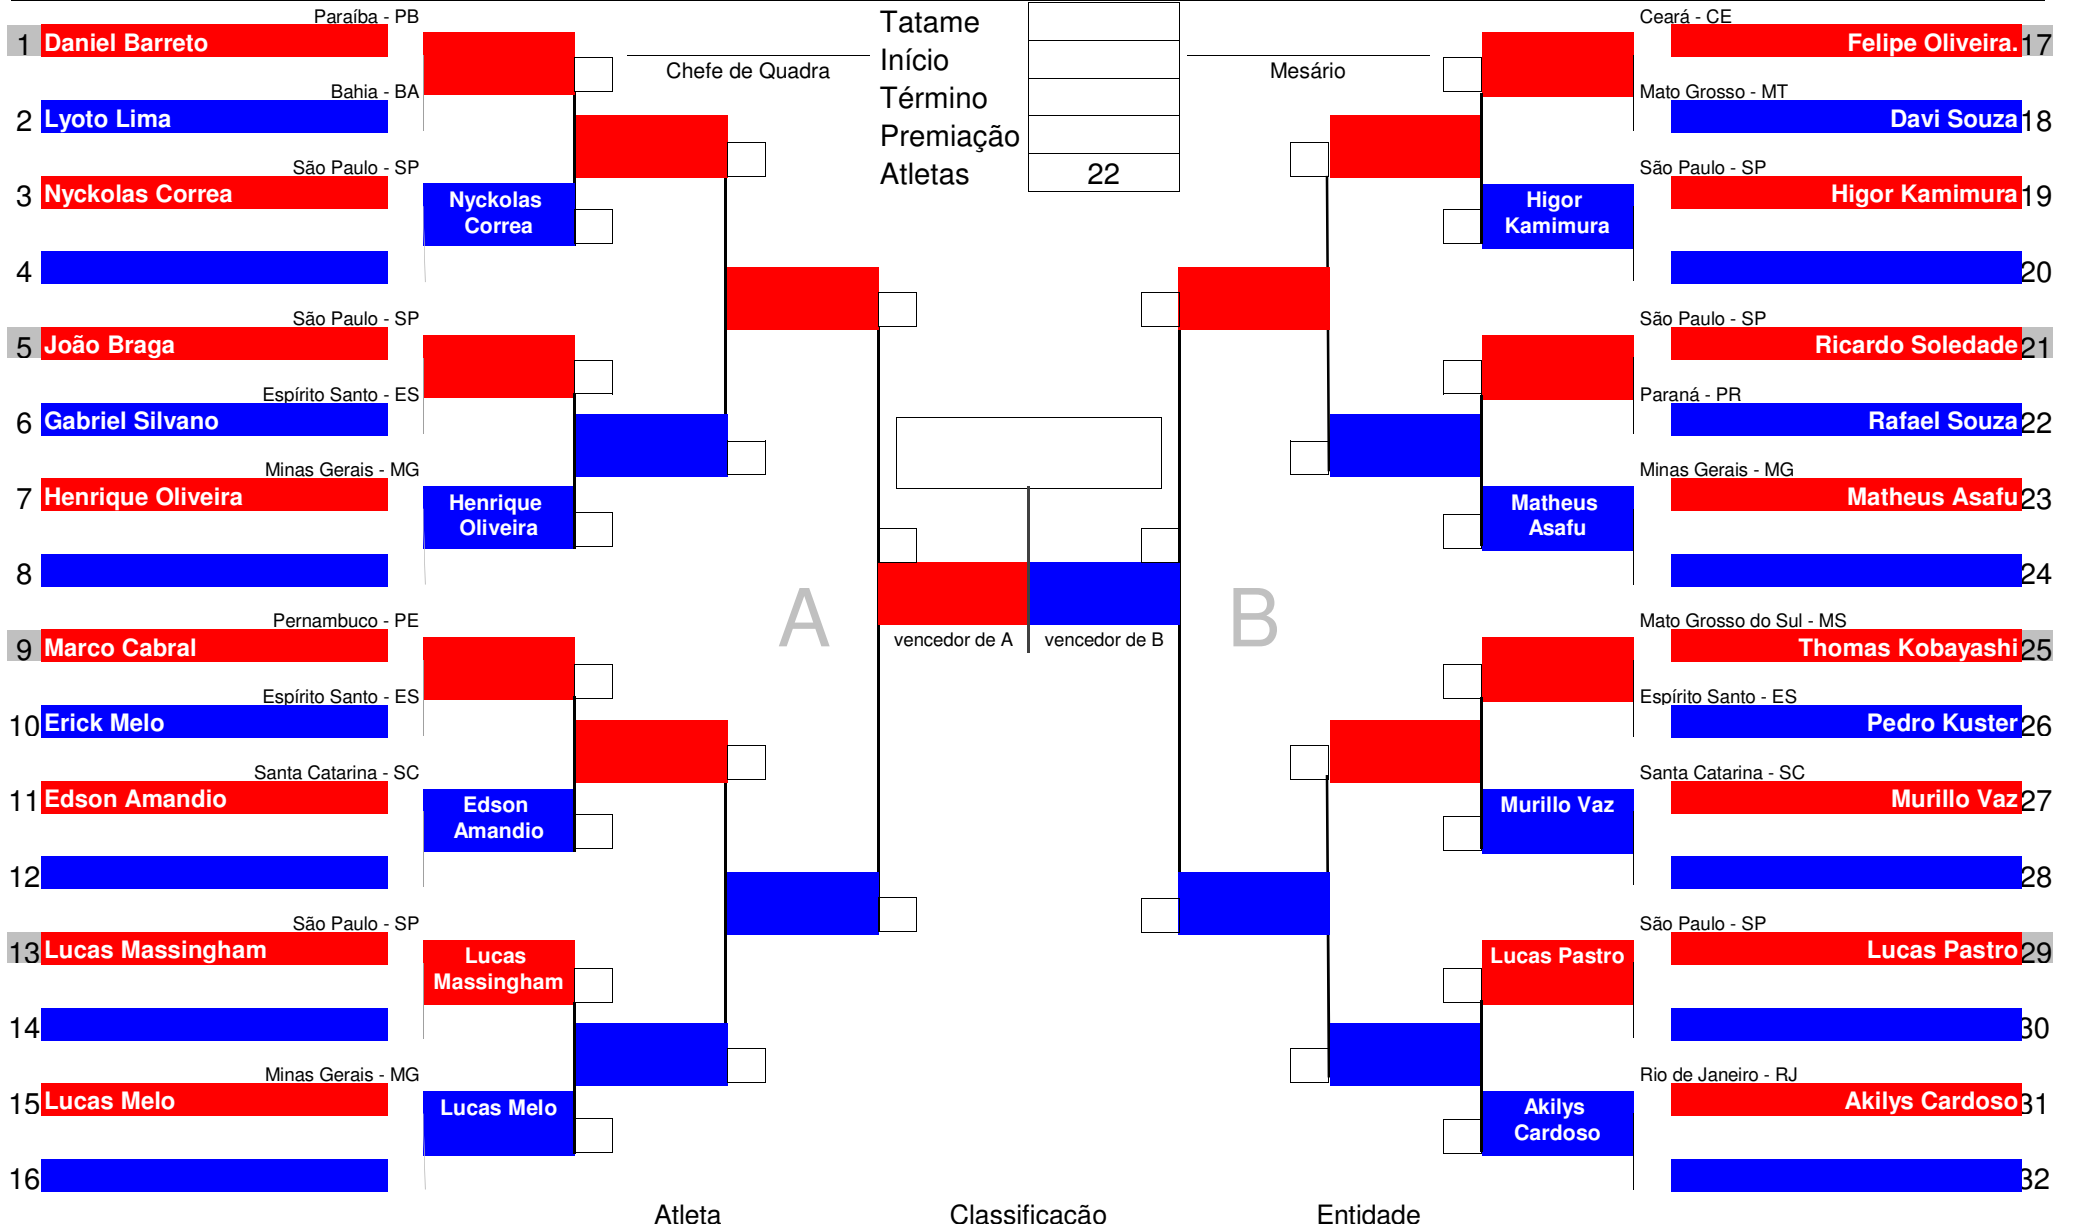 Tatame
Início
Término
Premiação
Atletas 22
Chefe de Quadra
Mesário
Paraíba - PB
1 Daniel Barreto
Bahia - BA
2 Lyoto Lima
São Paulo - SP
3 Nyckolas Correa
4
São Paulo - SP
5 João Braga
Espírito Santo - ES
6 Gabriel Silvano
Minas Gerais - MG
7 Henrique Oliveira
8
Pernambuco - PE
9 Marco Cabral
Espírito Santo - ES
10 Erick Melo
Santa Catarina - SC
11 Edson Amandio
12
São Paulo - SP
13 Lucas Massingham
14
Minas Gerais - MG
15 Lucas Melo
16
Nyckolas
Correa
Henrique
Oliveira
Edson
Amandio
Lucas
Massingham
Lucas Melo
A
B
vencedor de A
vencedor de B
Higor
Kamimura
Matheus
Asafu
Murillo Vaz
Lucas Pastro
Akilys
Cardoso
Ceará - CE
Felipe Oliveira. 17
Mato Grosso - MT
Davi Souza 18
São Paulo - SP
Higor Kamimura 19
20
São Paulo - SP
Ricardo Soledade 21
Paraná - PR
Rafael Souza 22
Minas Gerais - MG
Matheus Asafu 23
24
Mato Grosso do Sul - MS
Thomas Kobayashi 25
Espírito Santo - ES
Pedro Kuster 26
Santa Catarina - SC
Murillo Vaz 27
28
São Paulo - SP
Lucas Pastro 29
30
Rio de Janeiro - RJ
Akilys Cardoso 31
32
Atleta Classificação Entidade